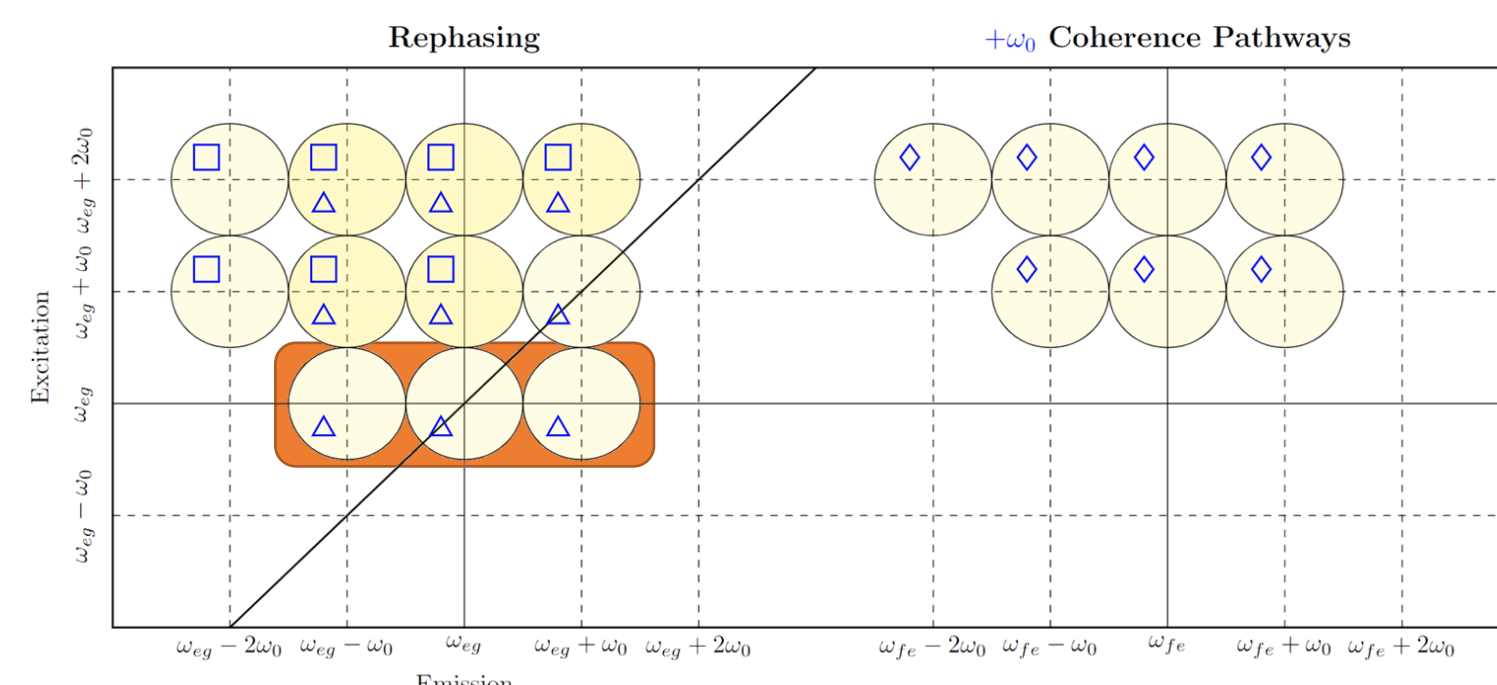 Rephasing
+ω₀ Coherence Pathways
Excitation
ω_eg + 2ω₀
ω_eg + ω₀
ω_eg
ω_eg − ω₀
ω_eg − 2ω₀ ω_eg − ω₀ ω_eg ω_eg + ω₀ ω_eg + 2ω₀ ω_fe − 2ω₀ ω_fe − ω₀ ω_fe ω_fe + ω₀ ω_fe + 2ω₀
Emission